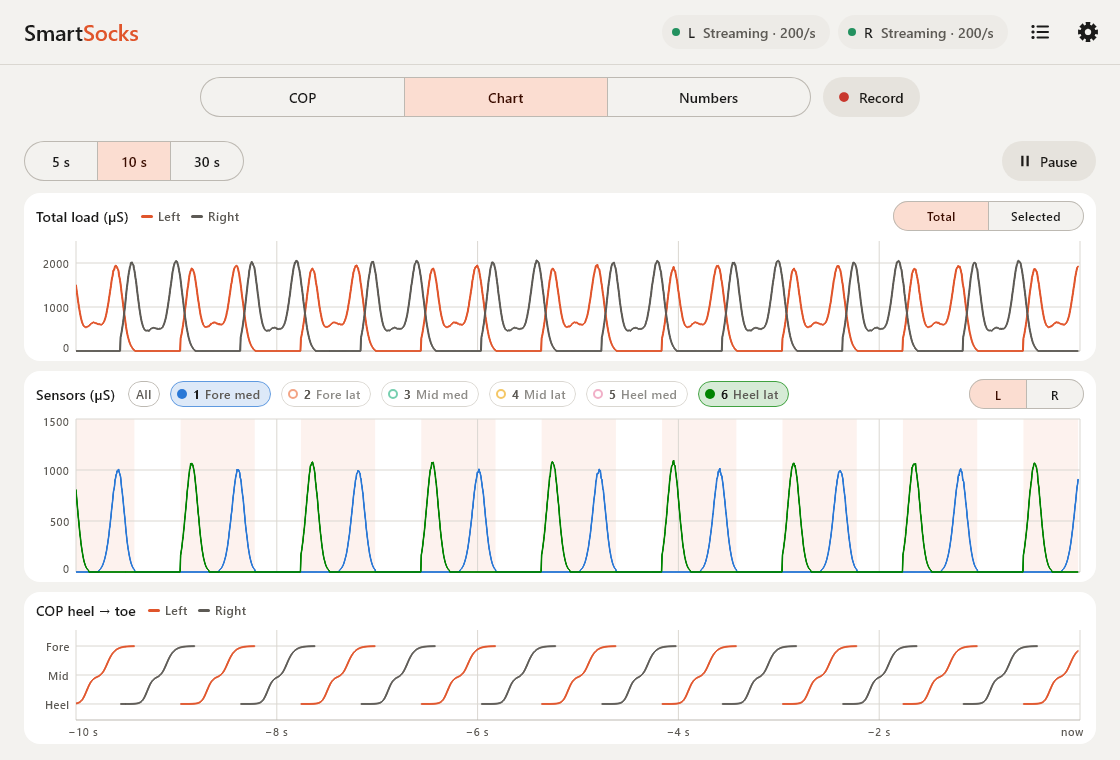 SmartSocks
L Streaming · 200/s
R Streaming · 200/s
COP
Chart
Numbers
Record
5 s
10 s
30 s
Pause
Total load (µS)
Left
Right
Total
Selected
2000
1000
0
Sensors (µS)
All
1 Fore med
2 Fore lat
3 Mid med
4 Mid lat
5 Heel med
6 Heel lat
L
R
1500
1000
500
0
COP heel → toe
Left
Right
Fore
Mid
Heel
−10 s
−8 s
−6 s
−4 s
−2 s
now